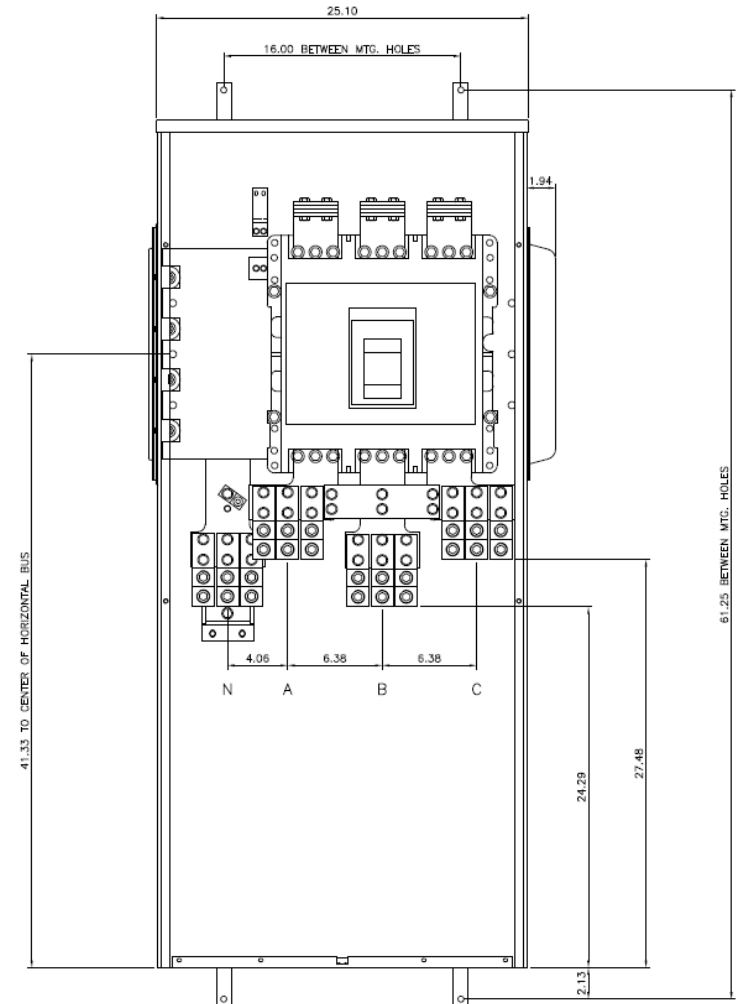 25.10
16.00 BETWEEN MTG. HOLES
1.94
41.33 TO CENTER OF HORIZONTAL BUS
61.25 BETWEEN MTG. HOLES
4.06
6.38
6.38
N
A
B
C
24.29
27.48
2.13